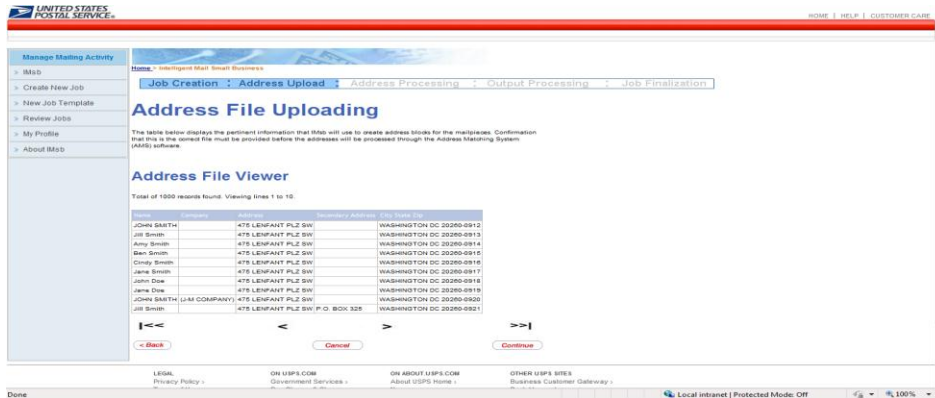 UNITED STATES
POSTAL SERVICE®
HOME | HELP | CUSTOMER CARE
Manage Mailing Activity
» IMsb
» Create New Job
» New Job Template
» Review Jobs
» My Profile
» About IMsb
Home > Intelligent Mail Small Business
Job Creation : Address Upload : Address Processing : Output Processing : Job Finalization
Address File Uploading
The table below displays the pertinent information that IMsb will use to create address blocks for the mailpieces. Confirmation
that this is the correct file must be provided before the addresses will be processed through the Address Matching System
(AMS) software.
Address File Viewer
Total of 1000 records found. Viewing lines 1 to 10.
Name Company Address Secondary Address City State Zip
JOHN SMITH 475 LENFANT PLZ SW WASHINGTON DC 20260-0912
Jill Smith 475 LENFANT PLZ SW WASHINGTON DC 20260-0913
Amy Smith 475 LENFANT PLZ SW WASHINGTON DC 20260-0914
Ben Smith 475 LENFANT PLZ SW WASHINGTON DC 20260-0915
Cindy Smith 475 LENFANT PLZ SW WASHINGTON DC 20260-0916
Jane Smith 475 LENFANT PLZ SW WASHINGTON DC 20260-0917
John Doe 475 LENFANT PLZ SW WASHINGTON DC 20260-0918
Jane Doe 475 LENFANT PLZ SW WASHINGTON DC 20260-0919
JOHN SMITH (J-M COMPANY) 475 LENFANT PLZ SW WASHINGTON DC 20260-0920
Jill Smith 475 LENFANT PLZ SW P.O. BOX 325 WASHINGTON DC 20260-0921
|<< < > >>|
< Back Cancel Continue
LEGAL ON USPS.COM ON ABOUT.USPS.COM OTHER USPS SITES
Privacy Policy › Government Services › About USPS Home › Business Customer Gateway ›
Done Local intranet | Protected Mode: Off 100%